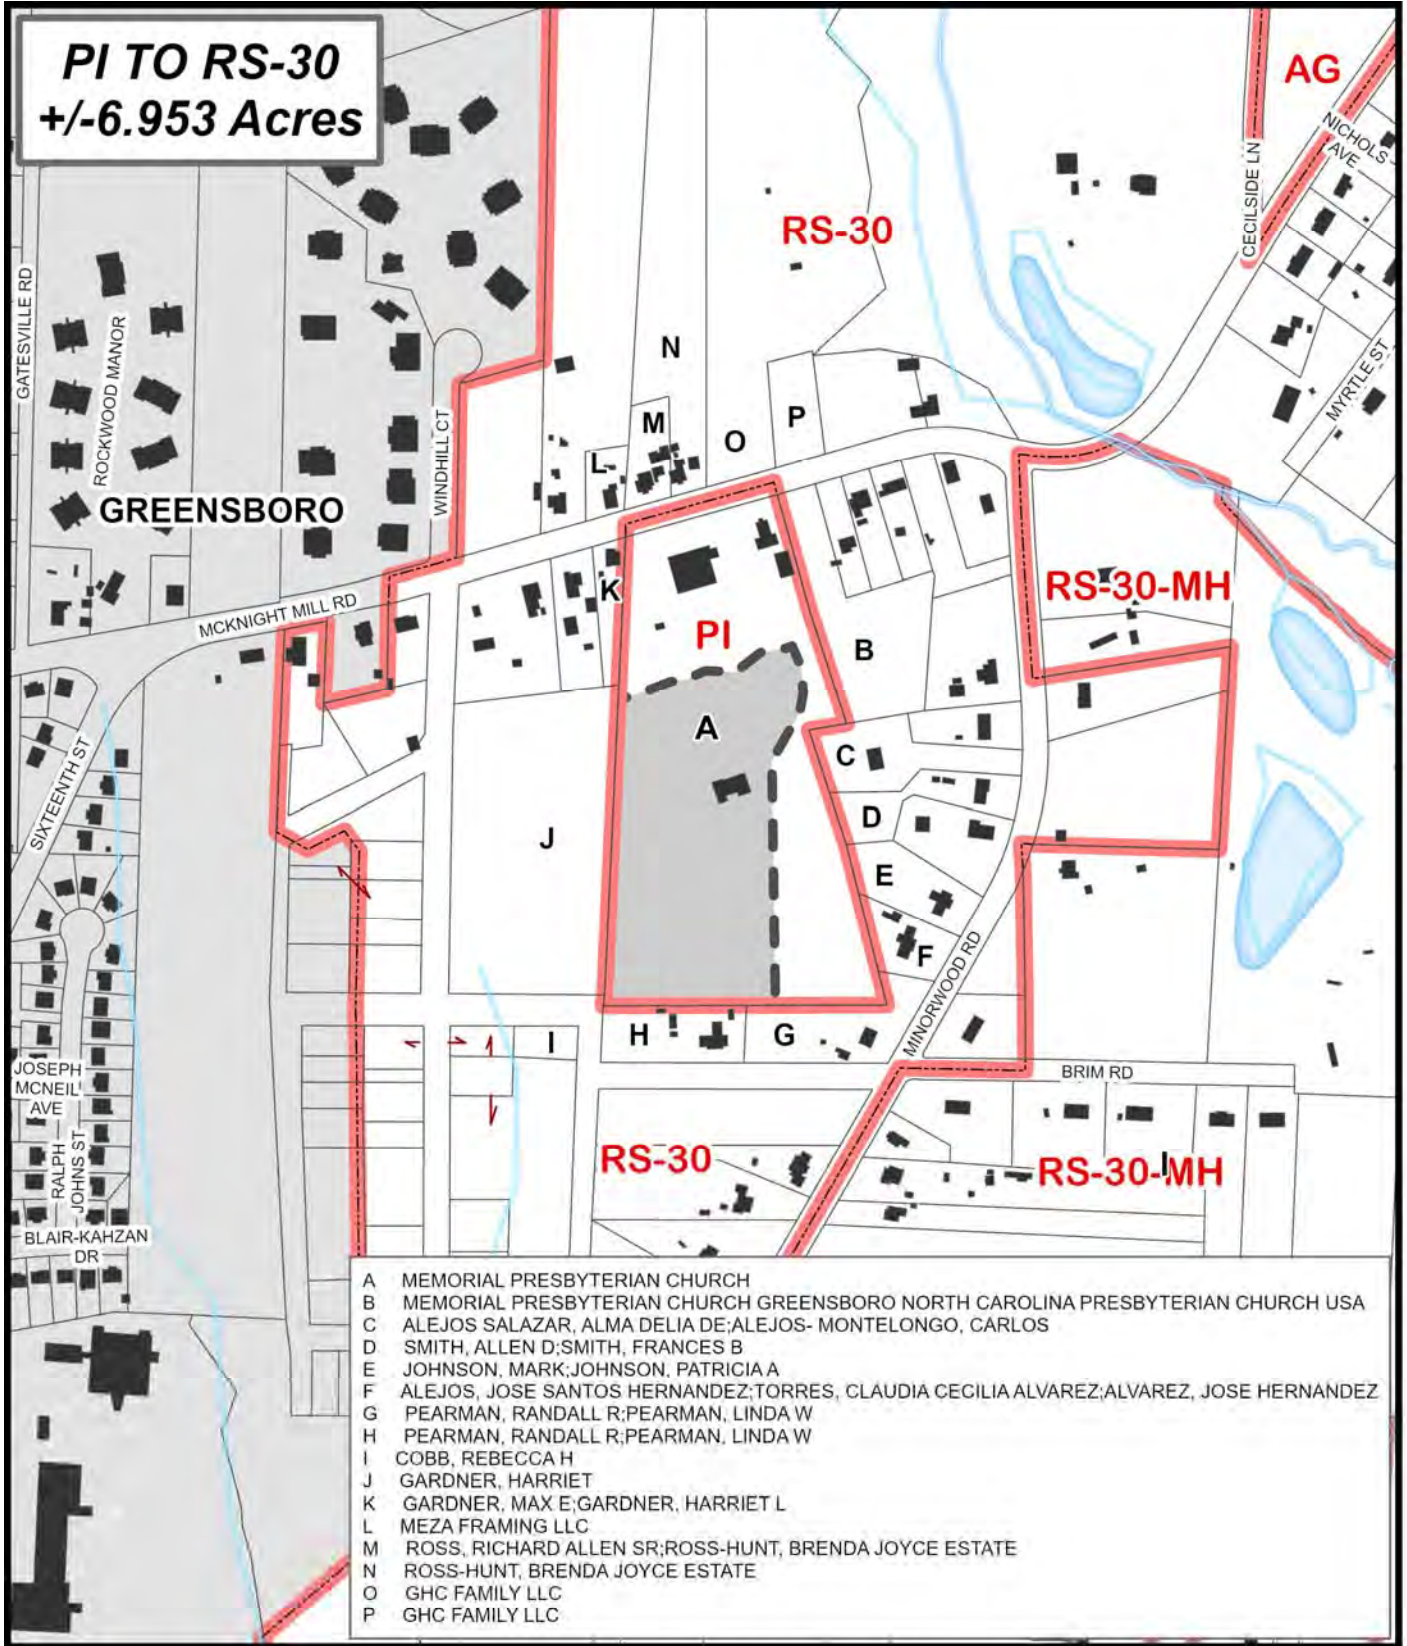 PI TO RS-30
+/-6.953 Acres
AG
NICHOLS
AVE
CECILSIDE LN
RS-30
GATESVILLE RD
ROCKWOOD MANOR
MYRTLE ST
N
M
P
O
L
WINDHILL CT
GREENSBORO
K
RS-30-MH
MCKNIGHT MILL RD
PI
B
A
C
SIXTEENTH ST
D
J
E
F
MINORWOOD RD
H
G
I
JOSEPH
MCNEIL
AVE
BRIM RD
RALPH
JOHNS ST
RS-30
RS-30-MH
I
BLAIR-KAHZAN
DR
A MEMORIAL PRESBYTERIAN CHURCH
B MEMORIAL PRESBYTERIAN CHURCH GREENSBORO NORTH CAROLINA PRESBYTERIAN CHURCH USA
C ALEJOS SALAZAR, ALMA DELIA DE;ALEJOS- MONTELONGO, CARLOS
D SMITH, ALLEN D;SMITH, FRANCES B
E JOHNSON, MARK;JOHNSON, PATRICIA A
F ALEJOS, JOSE SANTOS HERNANDEZ;TORRES, CLAUDIA CECILIA ALVAREZ;ALVAREZ, JOSE HERNANDEZ
G PEARMAN, RANDALL R;PEARMAN, LINDA W
H PEARMAN, RANDALL R;PEARMAN, LINDA W
I COBB, REBECCA H
J GARDNER, HARRIET
K GARDNER, MAX E;GARDNER, HARRIET L
L MEZA FRAMING LLC
M ROSS, RICHARD ALLEN SR;ROSS-HUNT, BRENDA JOYCE ESTATE
N ROSS-HUNT, BRENDA JOYCE ESTATE
O GHC FAMILY LLC
P GHC FAMILY LLC